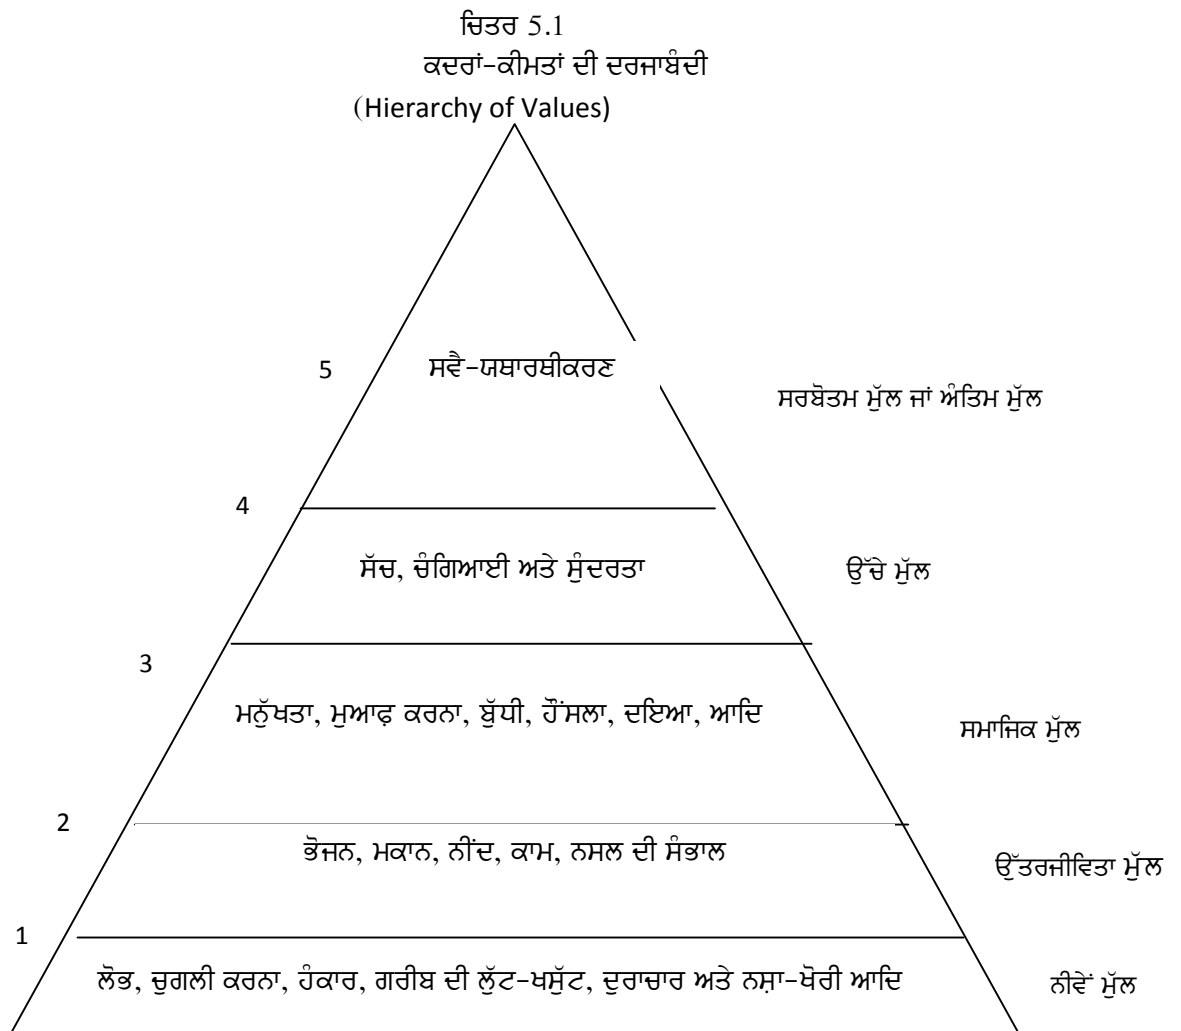 ਚਿਤਰ 5.1
ਕਦਰਾਂ-ਕੀਮਤਾਂ ਦੀ ਦਰਜਾਬੰਦੀ
(Hierarchy of Values)
5
ਸਵੈ-ਯਥਾਰਥੀਕਰਣ
ਸਰਬੋਤਮ ਮੁੱਲ ਜਾਂ ਅੰਤਿਮ ਮੁੱਲ
4
ਸੱਚ, ਚੰਗਿਆਈ ਅਤੇ ਸੁੰਦਰਤਾ
ਉੱਚੇ ਮੁੱਲ
3
ਮਨੁੱਖਤਾ, ਮੁਆਫ਼ ਕਰਨਾ, ਬੁੱਧੀ, ਹੌਂਸਲਾ, ਦਇਆ, ਆਦਿ
ਸਮਾਜਿਕ ਮੁੱਲ
2
ਭੋਜਨ, ਮਕਾਨ, ਨੀਂਦ, ਕਾਮ, ਨਸਲ ਦੀ ਸੰਭਾਲ
ਉੱਤਰਜੀਵਿਤਾ ਮੁੱਲ
1
ਲੋਭ, ਚੁਗਲੀ ਕਰਨਾ, ਹੰਕਾਰ, ਗਰੀਬ ਦੀ ਲੁੱਟ-ਖਸੁੱਟ, ਦੁਰਾਚਾਰ ਅਤੇ ਨਸ਼ਾ-ਖੋਰੀ ਆਦਿ
ਨੀਵੇਂ ਮੁੱਲ